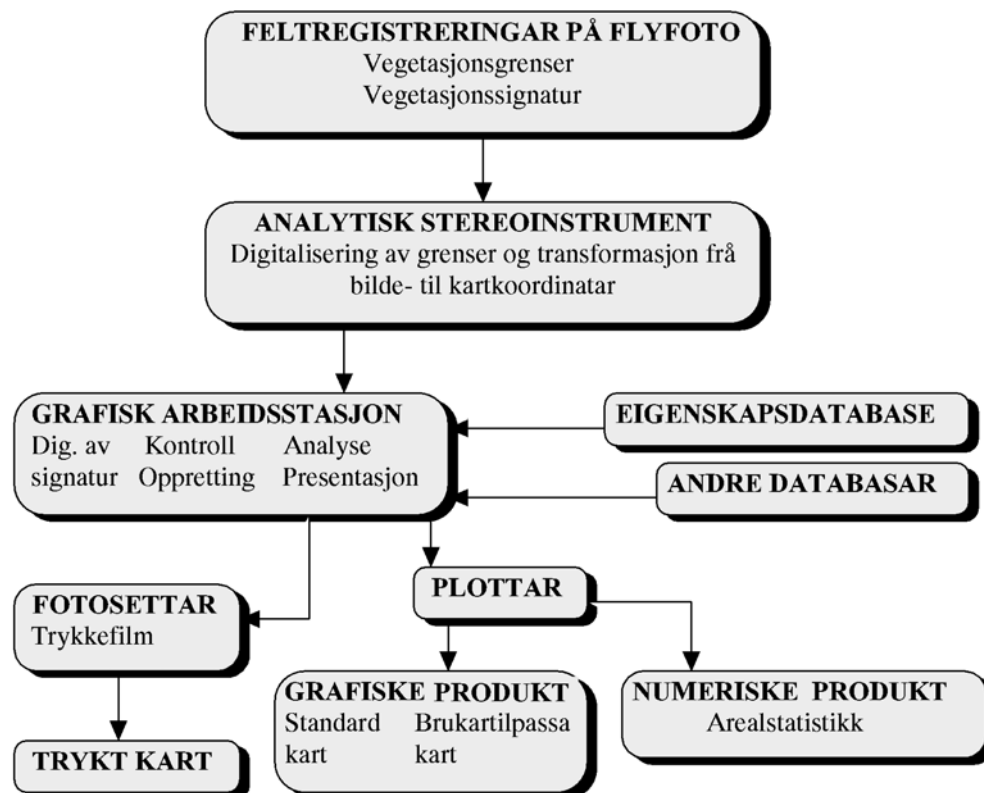 FELTREGISTRERINGAR PÅ FLYFOTO
Vegetasjonsgrenser
Vegetasjonssignatur
ANALYTISK STEREOINSTRUMENT
Digitalisering av grenser og transformasjon frå
bilde- til kartkoordinatar
GRAFISK ARBEIDSSTASJON
Dig. av Kontroll Analyse
signatur Oppretting Presentasjon
EIGENSKAPSDATABASE
ANDRE DATABASAR
FOTOSETTAR
Trykkefilm
PLOTTAR
TRYKT KART
GRAFISKE PRODUKT
Standard Brukartilpassa
kart kart
NUMERISKE PRODUKT
Arealstatistikk